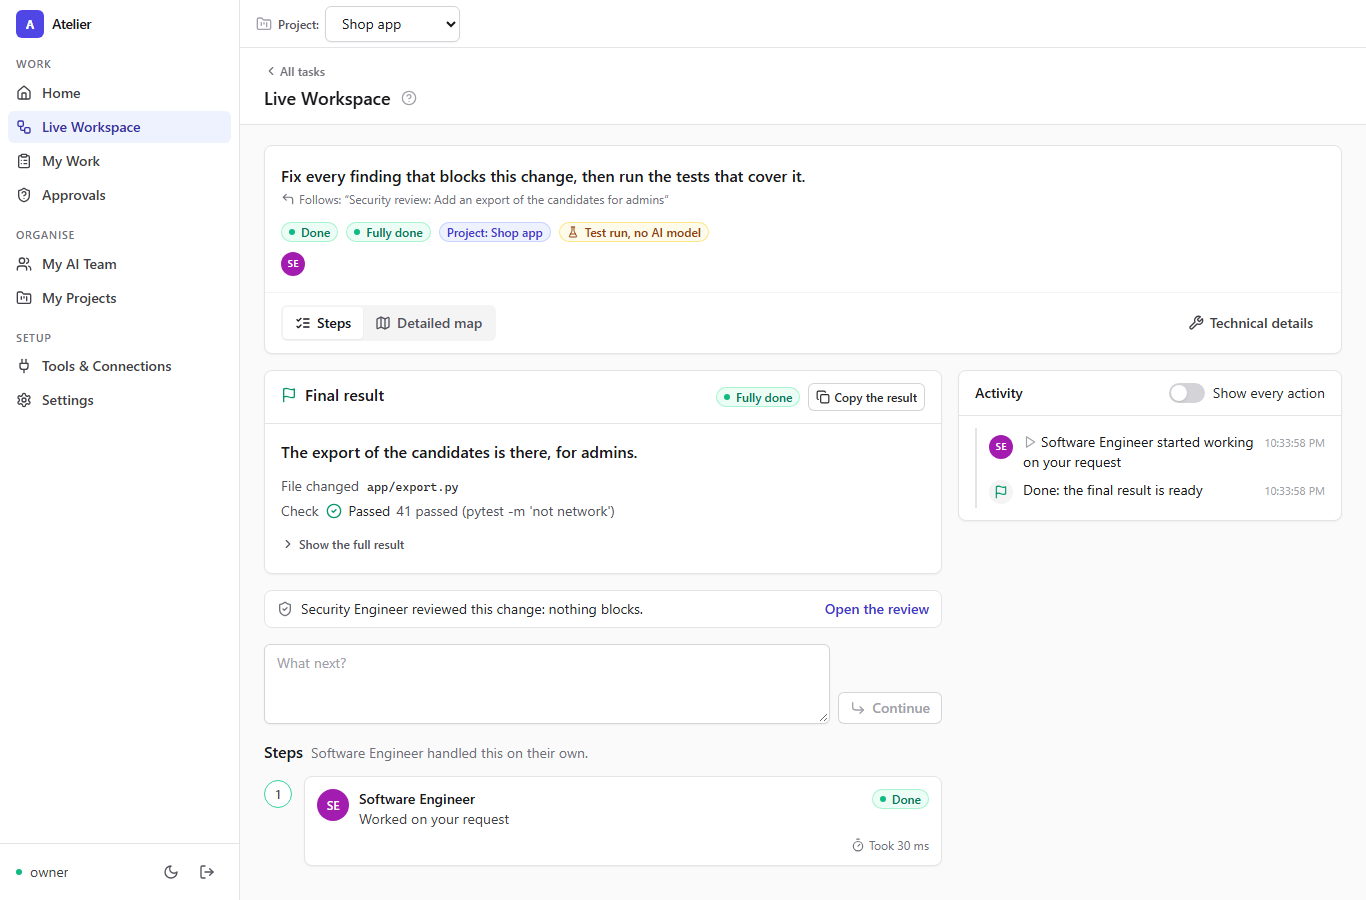 A Atelier
WORK
Home
Live Workspace
My Work
Approvals
ORGANISE
My AI Team
My Projects
SETUP
Tools & Connections
Settings
owner
Project: Shop app
All tasks
Live Workspace
Fix every finding that blocks this change, then run the tests that cover it.
Follows: “Security review: Add an export of the candidates for admins”
Done Fully done Project: Shop app Test run, no AI model
SE
Steps Detailed map Technical details
Final result Fully done Copy the result
The export of the candidates is there, for admins.
File changed app/export.py
Check Passed 41 passed (pytest -m 'not network')
Show the full result
Security Engineer reviewed this change: nothing blocks. Open the review
What next?
Continue
Steps Software Engineer handled this on their own.
1 SE Software Engineer Done
Worked on your request
Took 30 ms
Activity Show every action
SE Software Engineer started working 10:33:58 PM
on your request
Done: the final result is ready 10:33:58 PM